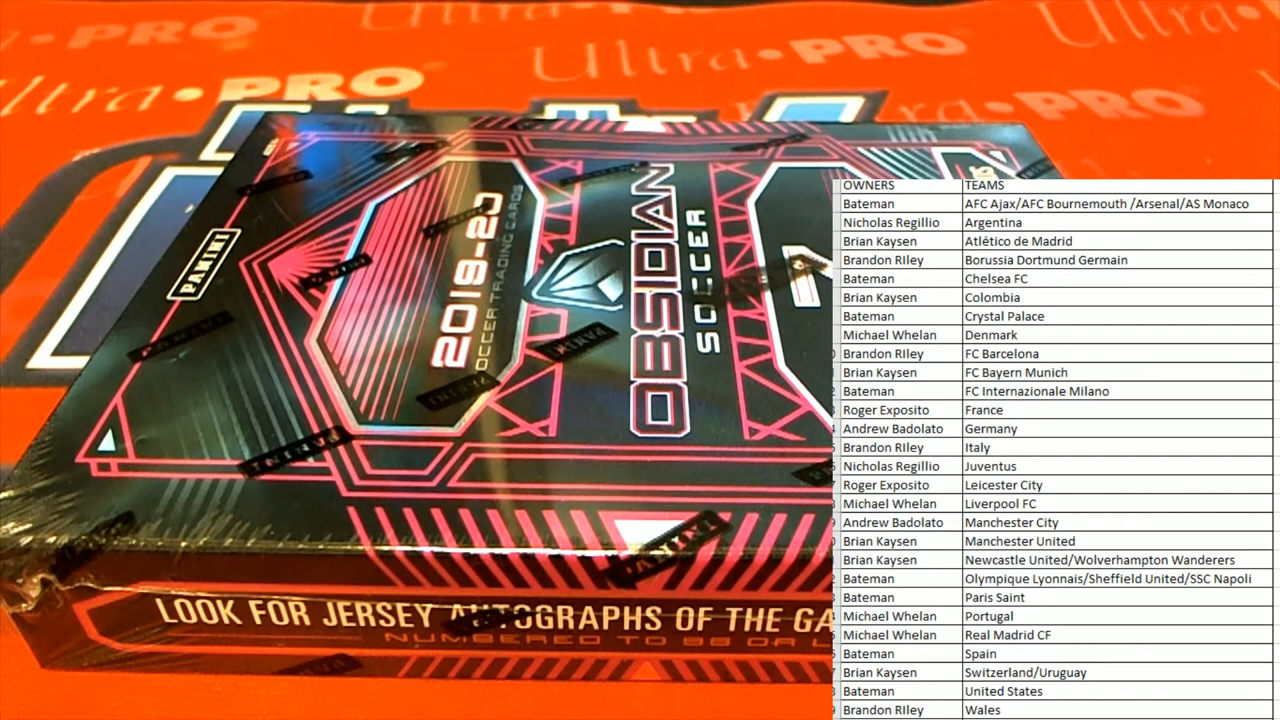 Ultra•PRO
Ultra•PRO
Ultra•PRO
PANINI
2019-20
OCCER TRADING CARDS
OBSIDIAN
SOCCER
1
PANINI
PANINI
PANINI
LOOK FOR JERSEY AUTOGRAPHS OF THE GA
NUMBERED TO 88 OR L
OWNERS TEAMS
Bateman AFC Ajax/AFC Bournemouth /Arsenal/AS Monaco
Nicholas Regillio Argentina
Brian Kaysen Atlético de Madrid
Brandon RIley Borussia Dortmund Germain
Bateman Chelsea FC
Brian Kaysen Colombia
Bateman Crystal Palace
Michael Whelan Denmark
Brandon RIley FC Barcelona
Brian Kaysen FC Bayern Munich
Bateman FC Internazionale Milano
Roger Exposito France
Andrew Badolato Germany
Brandon RIley Italy
Nicholas Regillio Juventus
Roger Exposito Leicester City
Michael Whelan Liverpool FC
Andrew Badolato Manchester City
Brian Kaysen Manchester United
Brian Kaysen Newcastle United/Wolverhampton Wanderers
Bateman Olympique Lyonnais/Sheffield United/SSC Napoli
Bateman Paris Saint
Michael Whelan Portugal
Michael Whelan Real Madrid CF
Bateman Spain
Brian Kaysen Switzerland/Uruguay
Bateman United States
Brandon RIley Wales